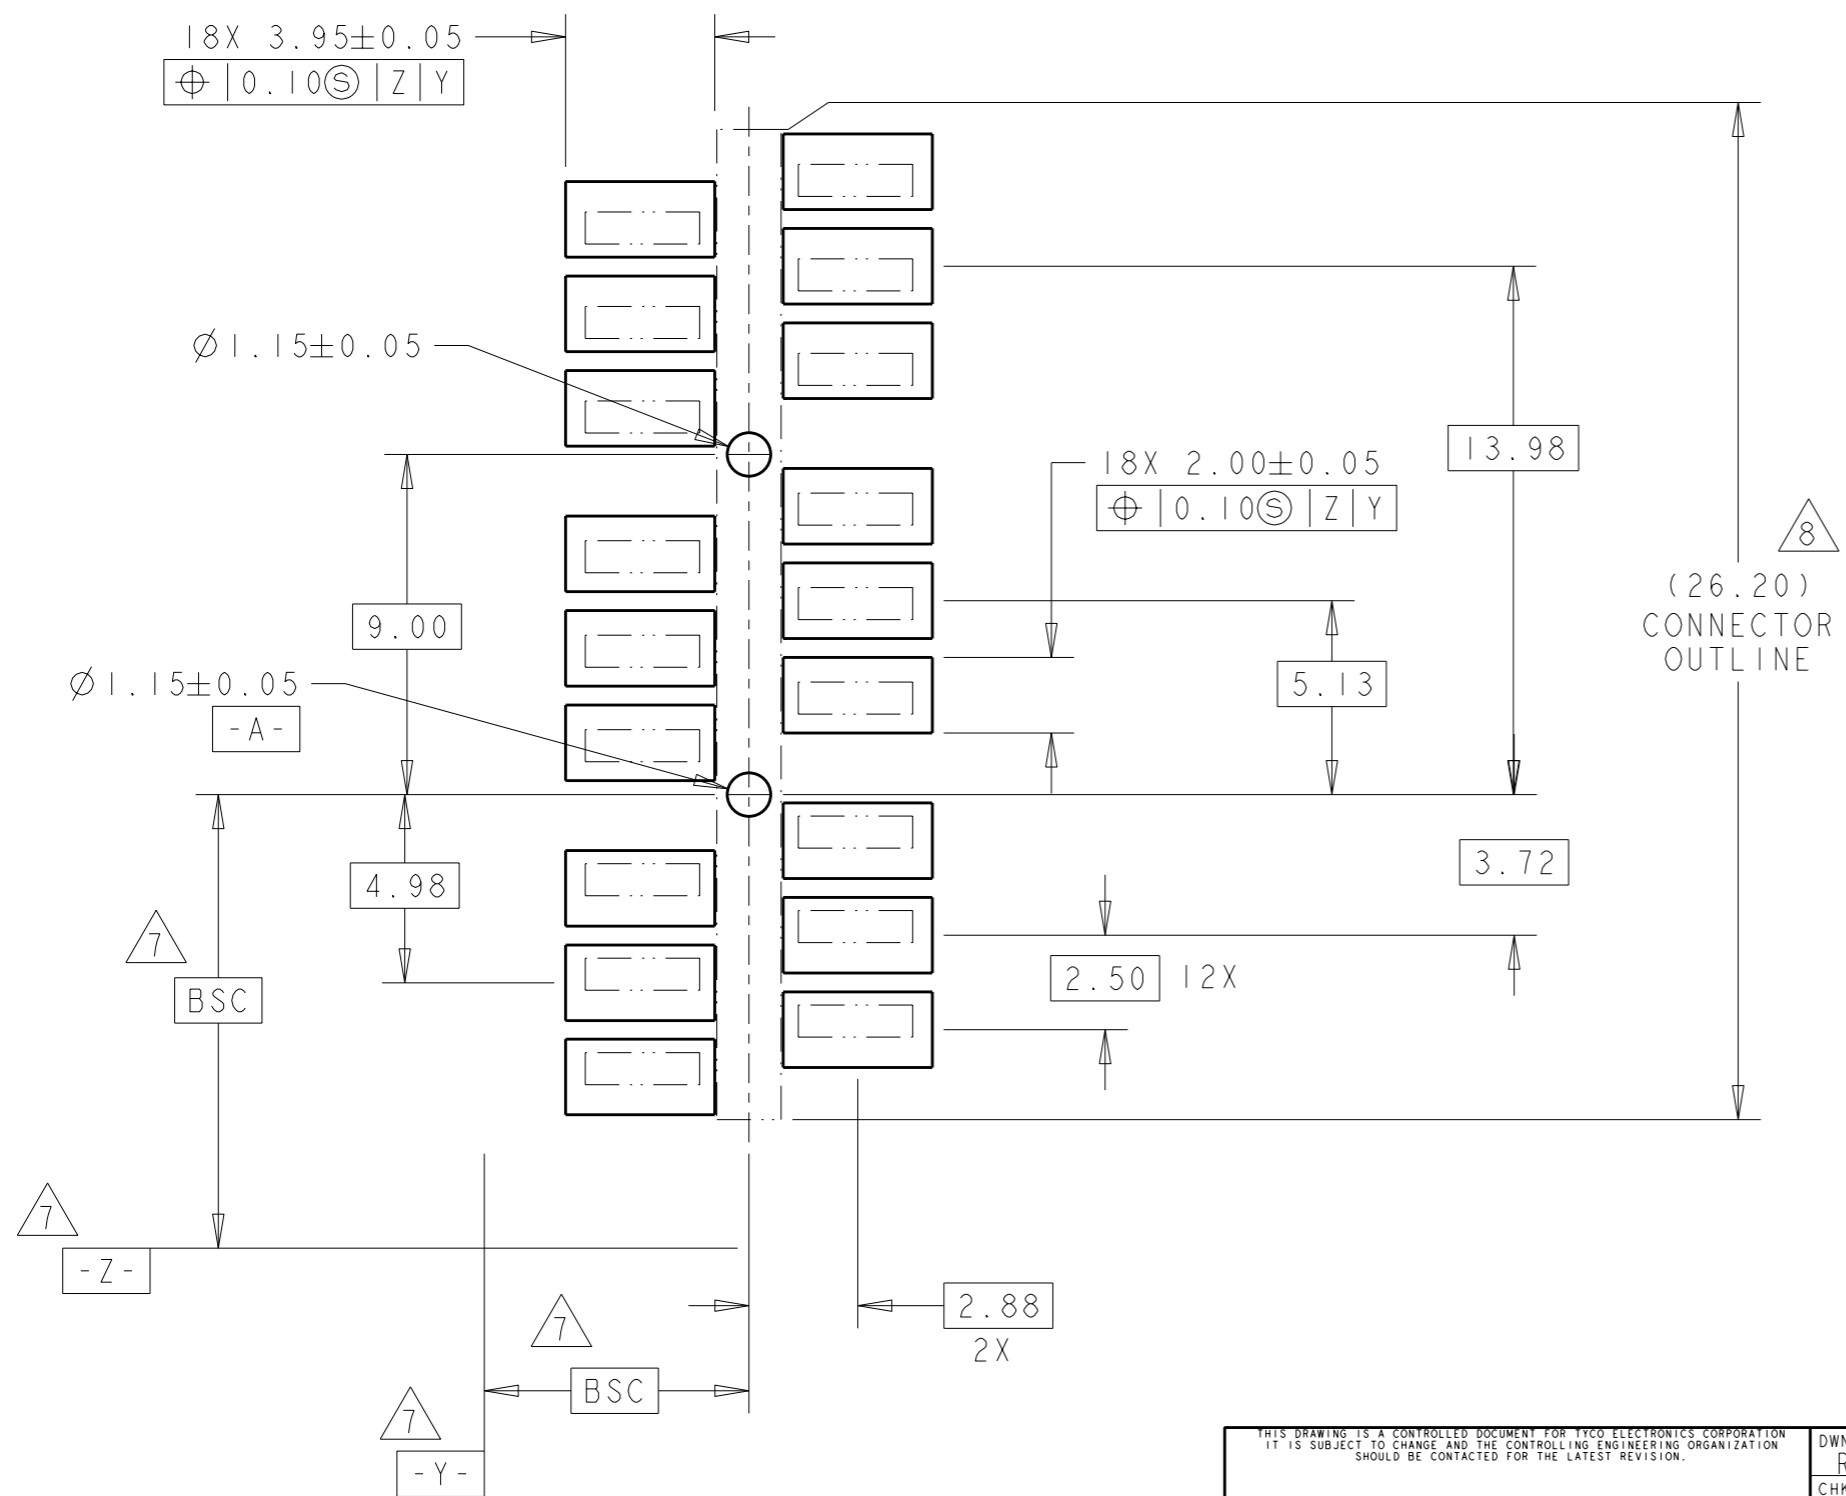 18X 3.95±0.05
⌖ 0.10Ⓢ Z Y
Ø1.15±0.05
13.98
18X 2.00±0.05
⌖ 0.10Ⓢ Z Y
8
(26.20)
CONNECTOR
OUTLINE
9.00
Ø1.15±0.05
-A-
5.13
3.72
4.98
7
BSC
2.50 12X
7
-Z-
2.88
2X
7
BSC
7
-Y-
THIS DRAWING IS A CONTROLLED DOCUMENT FOR TYCO ELECTRONICS CORPORATION
IT IS SUBJECT TO CHANGE AND THE CONTROLLING ENGINEERING ORGANIZATION
SHOULD BE CONTACTED FOR THE LATEST REVISION.
DWN